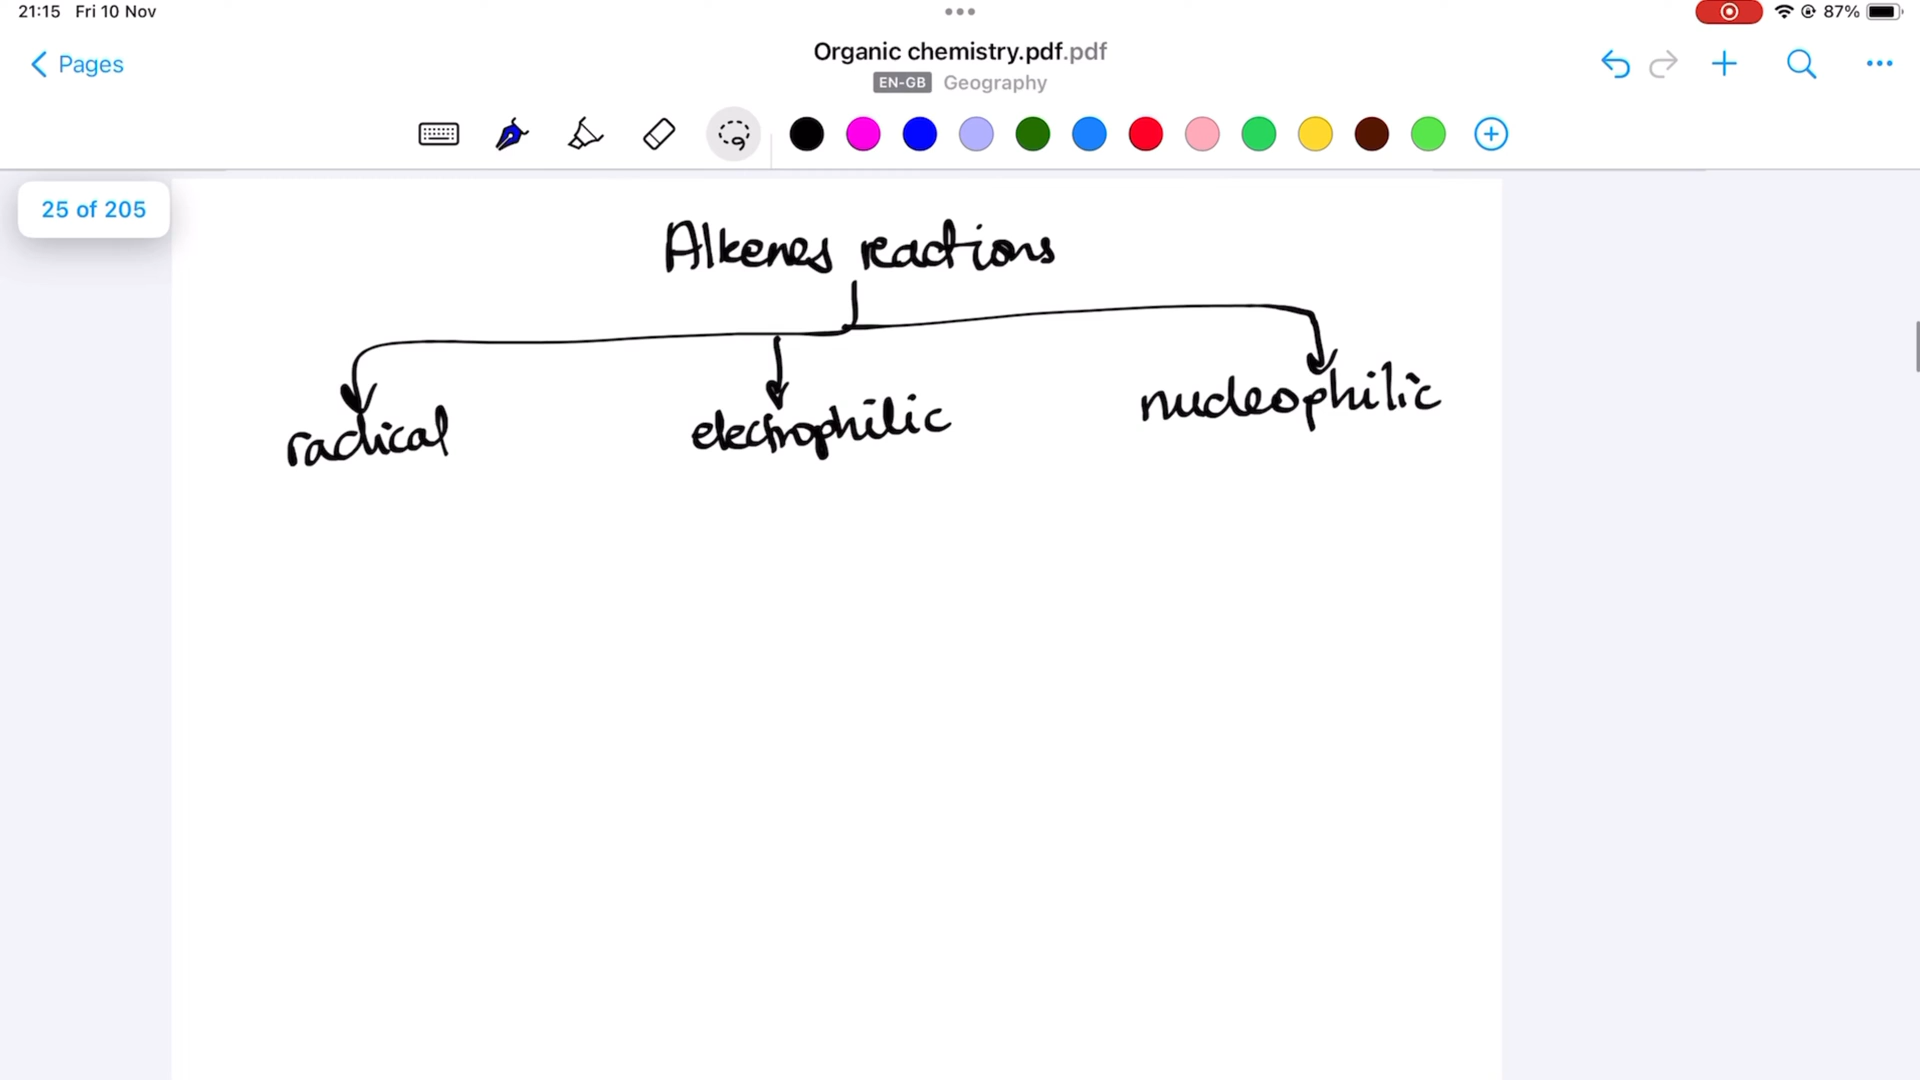 21:15 Fri 10 Nov
87%
Pages
Organic chemistry.pdf.pdf
EN-GB Geography
25 of 205
Alkenes reactions
radical
electrophilic
nucleophilic